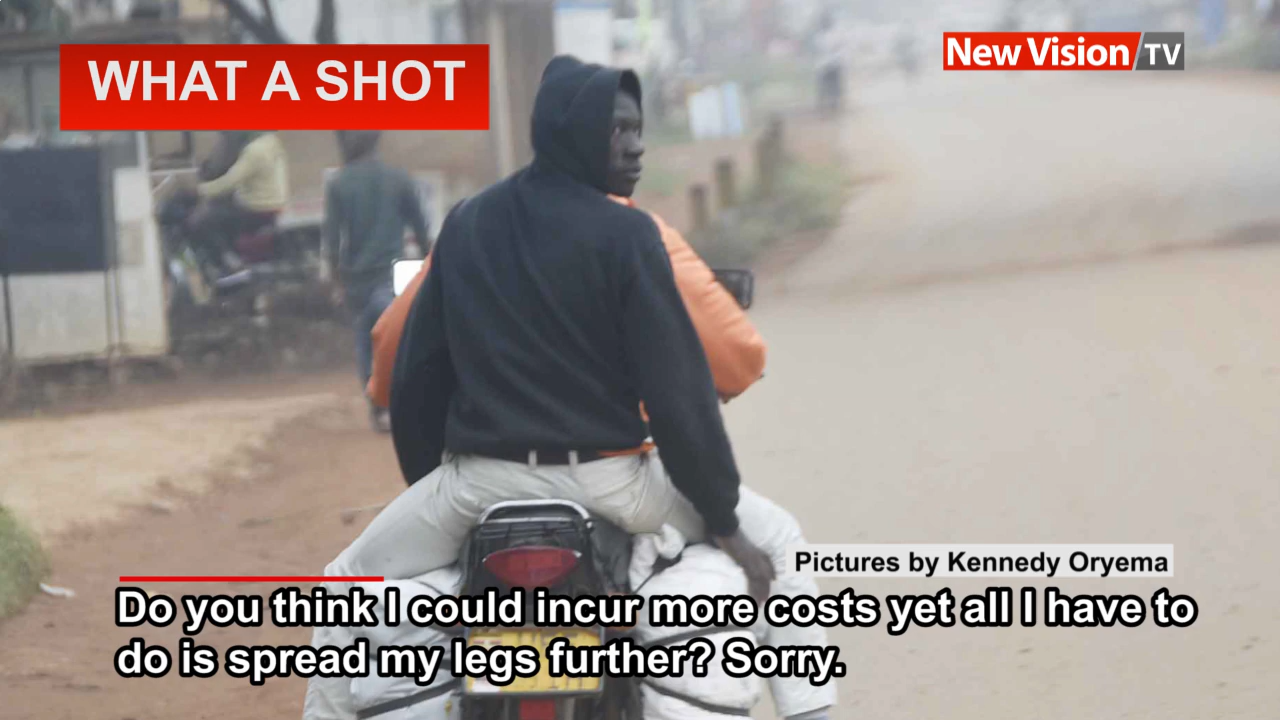 WHAT A SHOT
New Vision TV
Pictures by Kennedy Oryema
Do you think I could incur more costs yet all I have to
do is spread my legs further? Sorry.